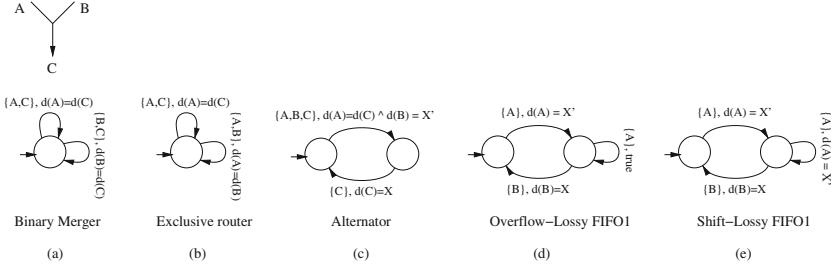 A B
C
{A,C}, d(A)=d(C)
{B,C}, d(B)=d(C)
{A,C}, d(A)=d(C)
{A,B}, d(A)=d(B)
{A,B,C}, d(A)=d(C) ^ d(B) = X'
{C}, d(C)=X
{A}, d(A) = X'
{A}, true
{B}, d(B)=X
{A}, d(A) = X'
{A}, d(A) = X'
{B}, d(B)=X
Binary Merger Exclusive router Alternator Overflow−Lossy FIFO1 Shift−Lossy FIFO1
(a) (b) (c) (d) (e)